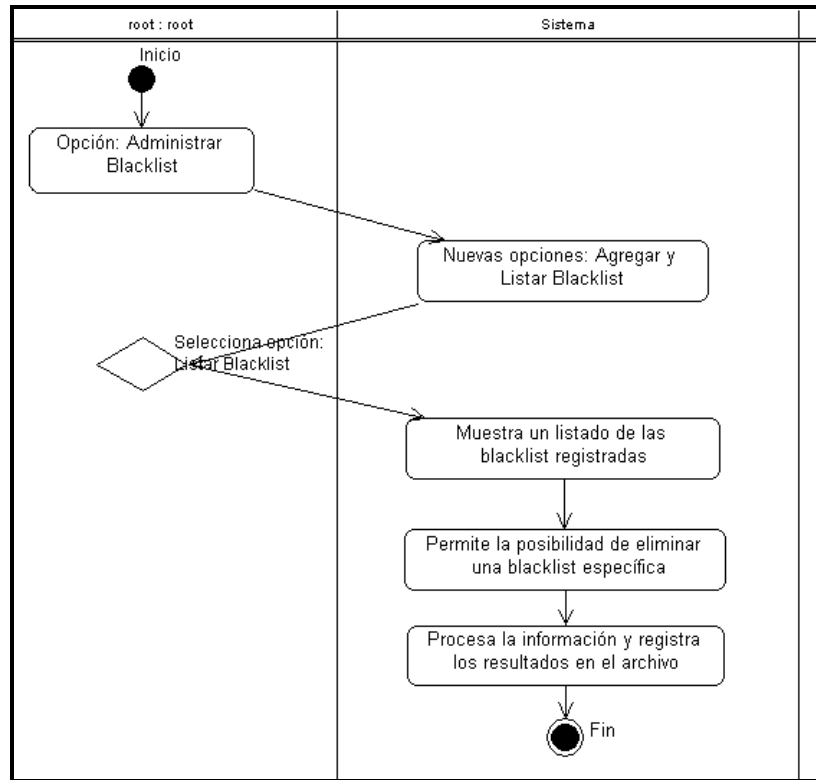 root : root
Sistema
Inicio
Opción: Administrar
Blacklist
Nuevas opciones: Agregar y
Listar Blacklist
Selecciona opción:
Listar Blacklist
Muestra un listado de las
blacklist registradas
Permite la posibilidad de eliminar
una blacklist específica
Procesa la información y registra
los resultados en el archivo
Fin